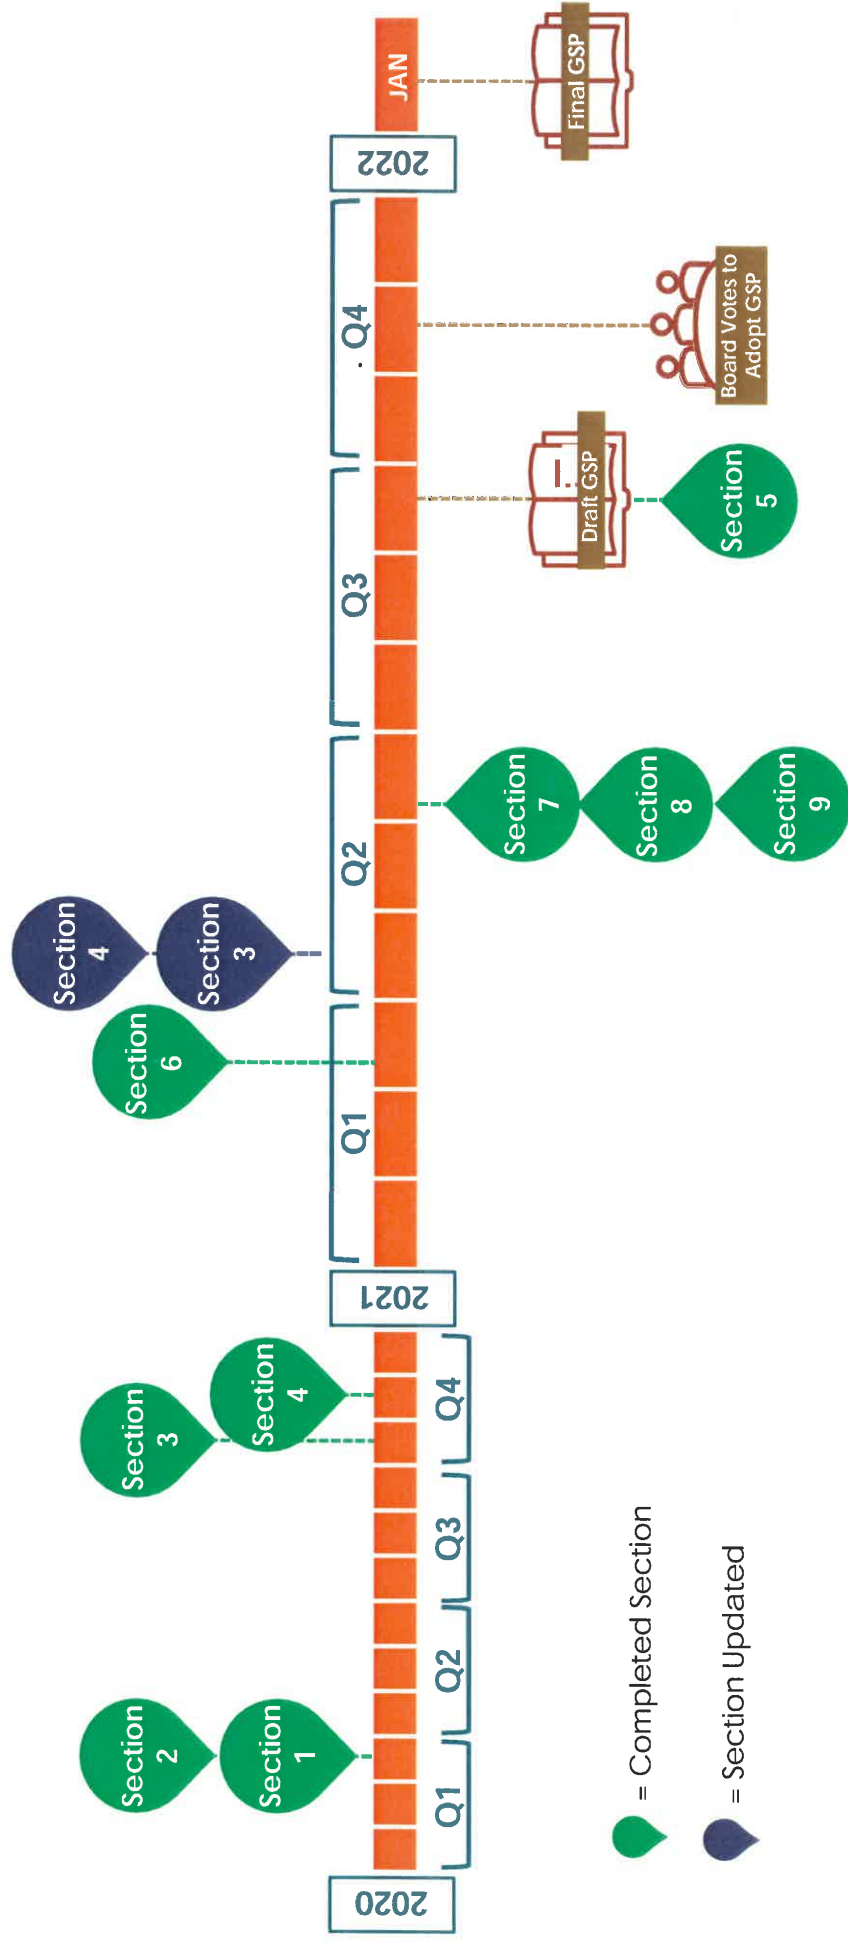 Section
4
Section
2
Section
3
Section
6
Section
3
Section
1
Section
4
Q1
Q2
Q3
Q4
2020
2021
2022
JAN
Q1
Q2
Q3
Q4
Section
7
Draft GSP
Final GSP
Section
8
Section
5
Board Votes to
Adopt GSP
Section
9
= Completed Section
= Section Updated